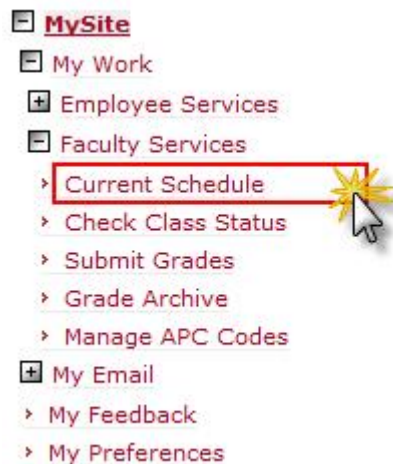 MySite
My Work
Employee Services
Faculty Services
Current Schedule
Check Class Status
Submit Grades
Grade Archive
Manage APC Codes
My Email
My Feedback
My Preferences